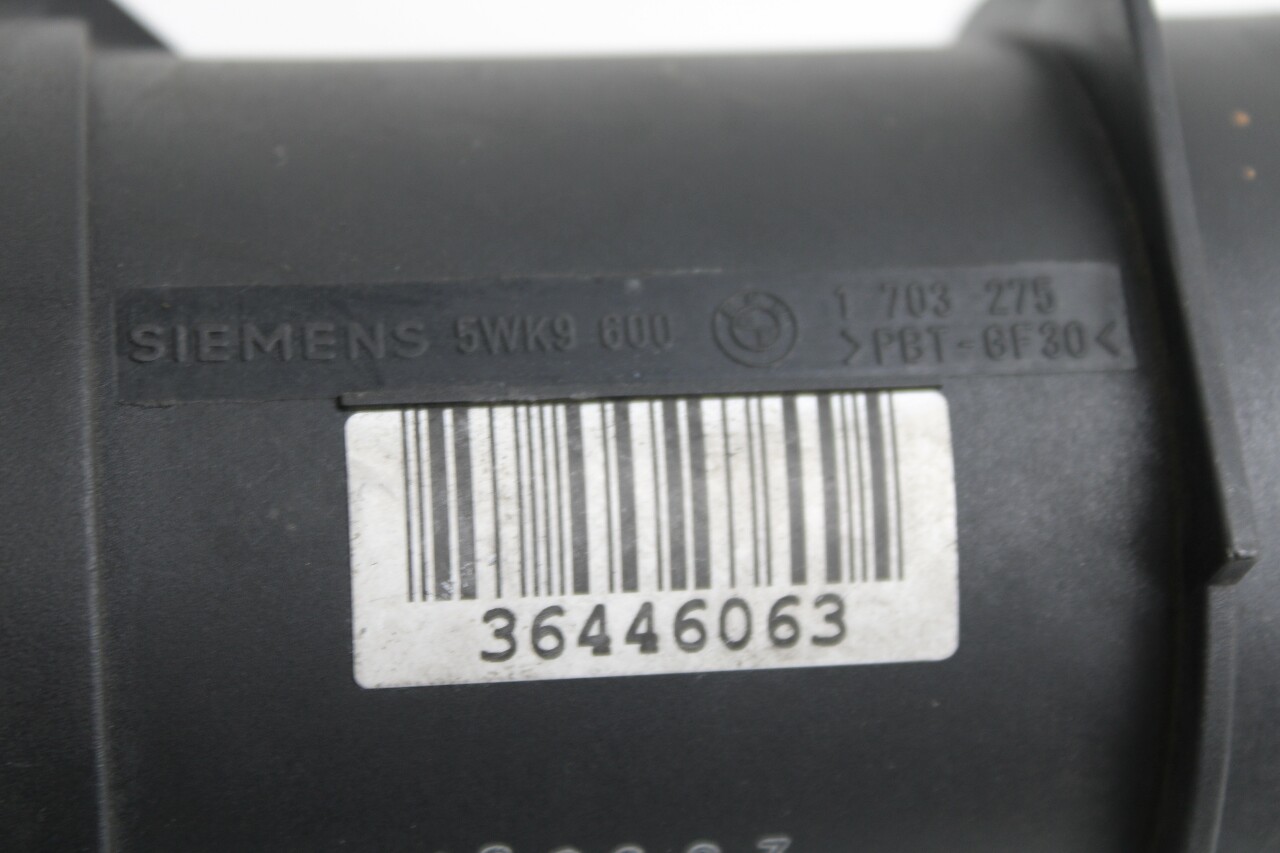 SIEMENS 5WK9 600 1 703 275
>PBT-GF30<
36446063